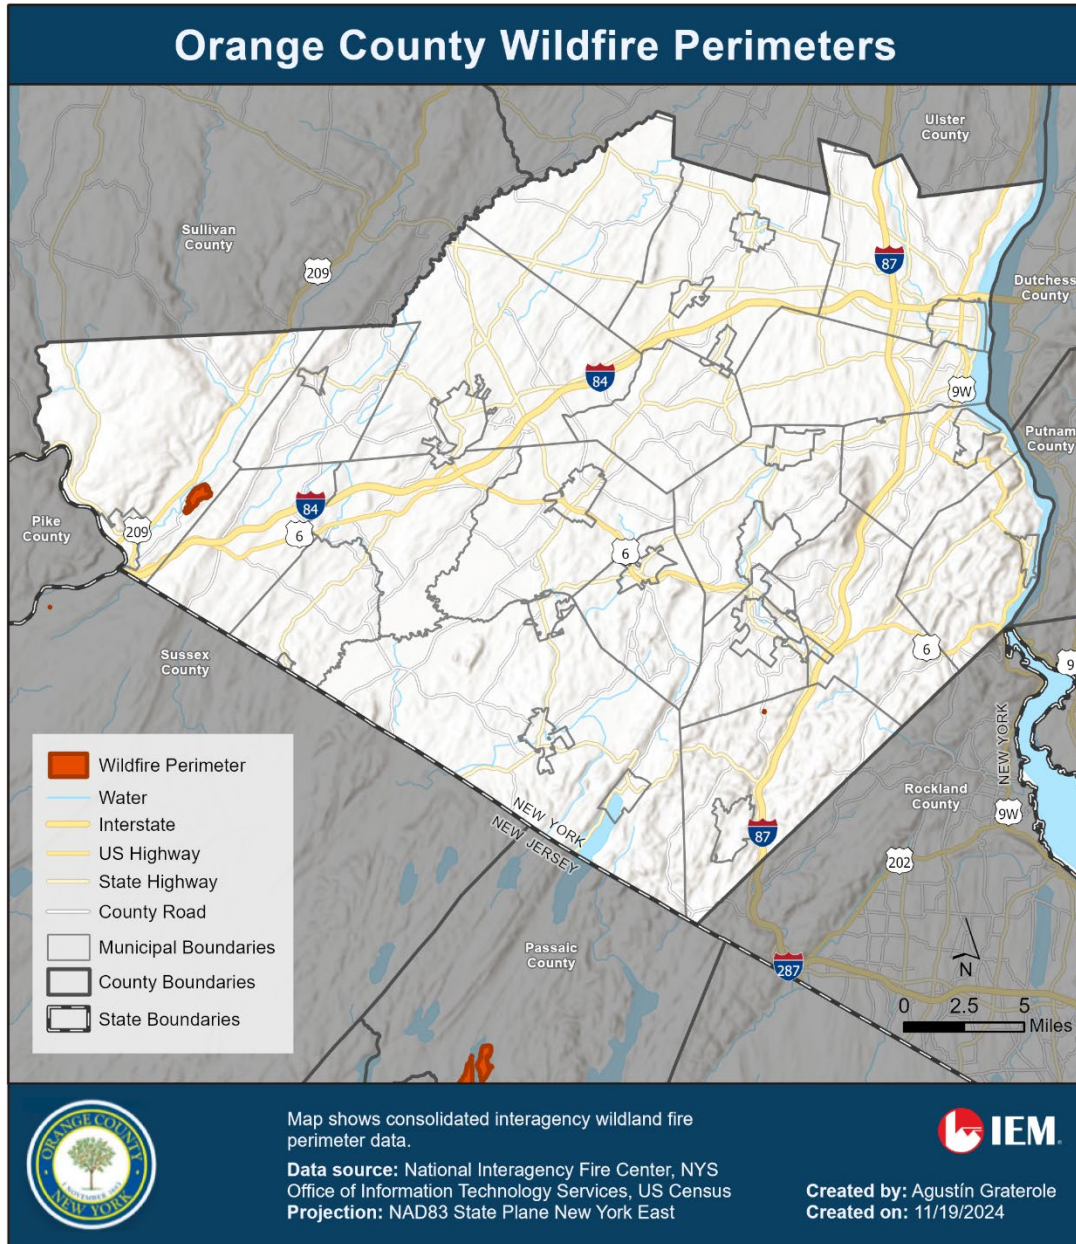 Orange County Wildfire Perimeters
Ulster
County
Sullivan
County
209
87
Dutchess
County
84
9W
Putnam
County
Pike
County
209
84
6
6
Sussex
County
6
9
NEW YORK
Rockland
County
9W
NEW YORK
NEW JERSEY
87
202
Passaic
County
287
Wildfire Perimeter
Water
Interstate
US Highway
State Highway
County Road
Municipal Boundaries
County Boundaries
State Boundaries
N
0 2.5 5
Miles
ORANGE COUNTY
1 NOVEMBER 1683
NEW YORK
Map shows consolidated interagency wildland fire
perimeter data.
Data source: National Interagency Fire Center, NYS
Office of Information Technology Services, US Census
Projection: NAD83 State Plane New York East
IEM
Created by: Agustín Graterole
Created on: 11/19/2024